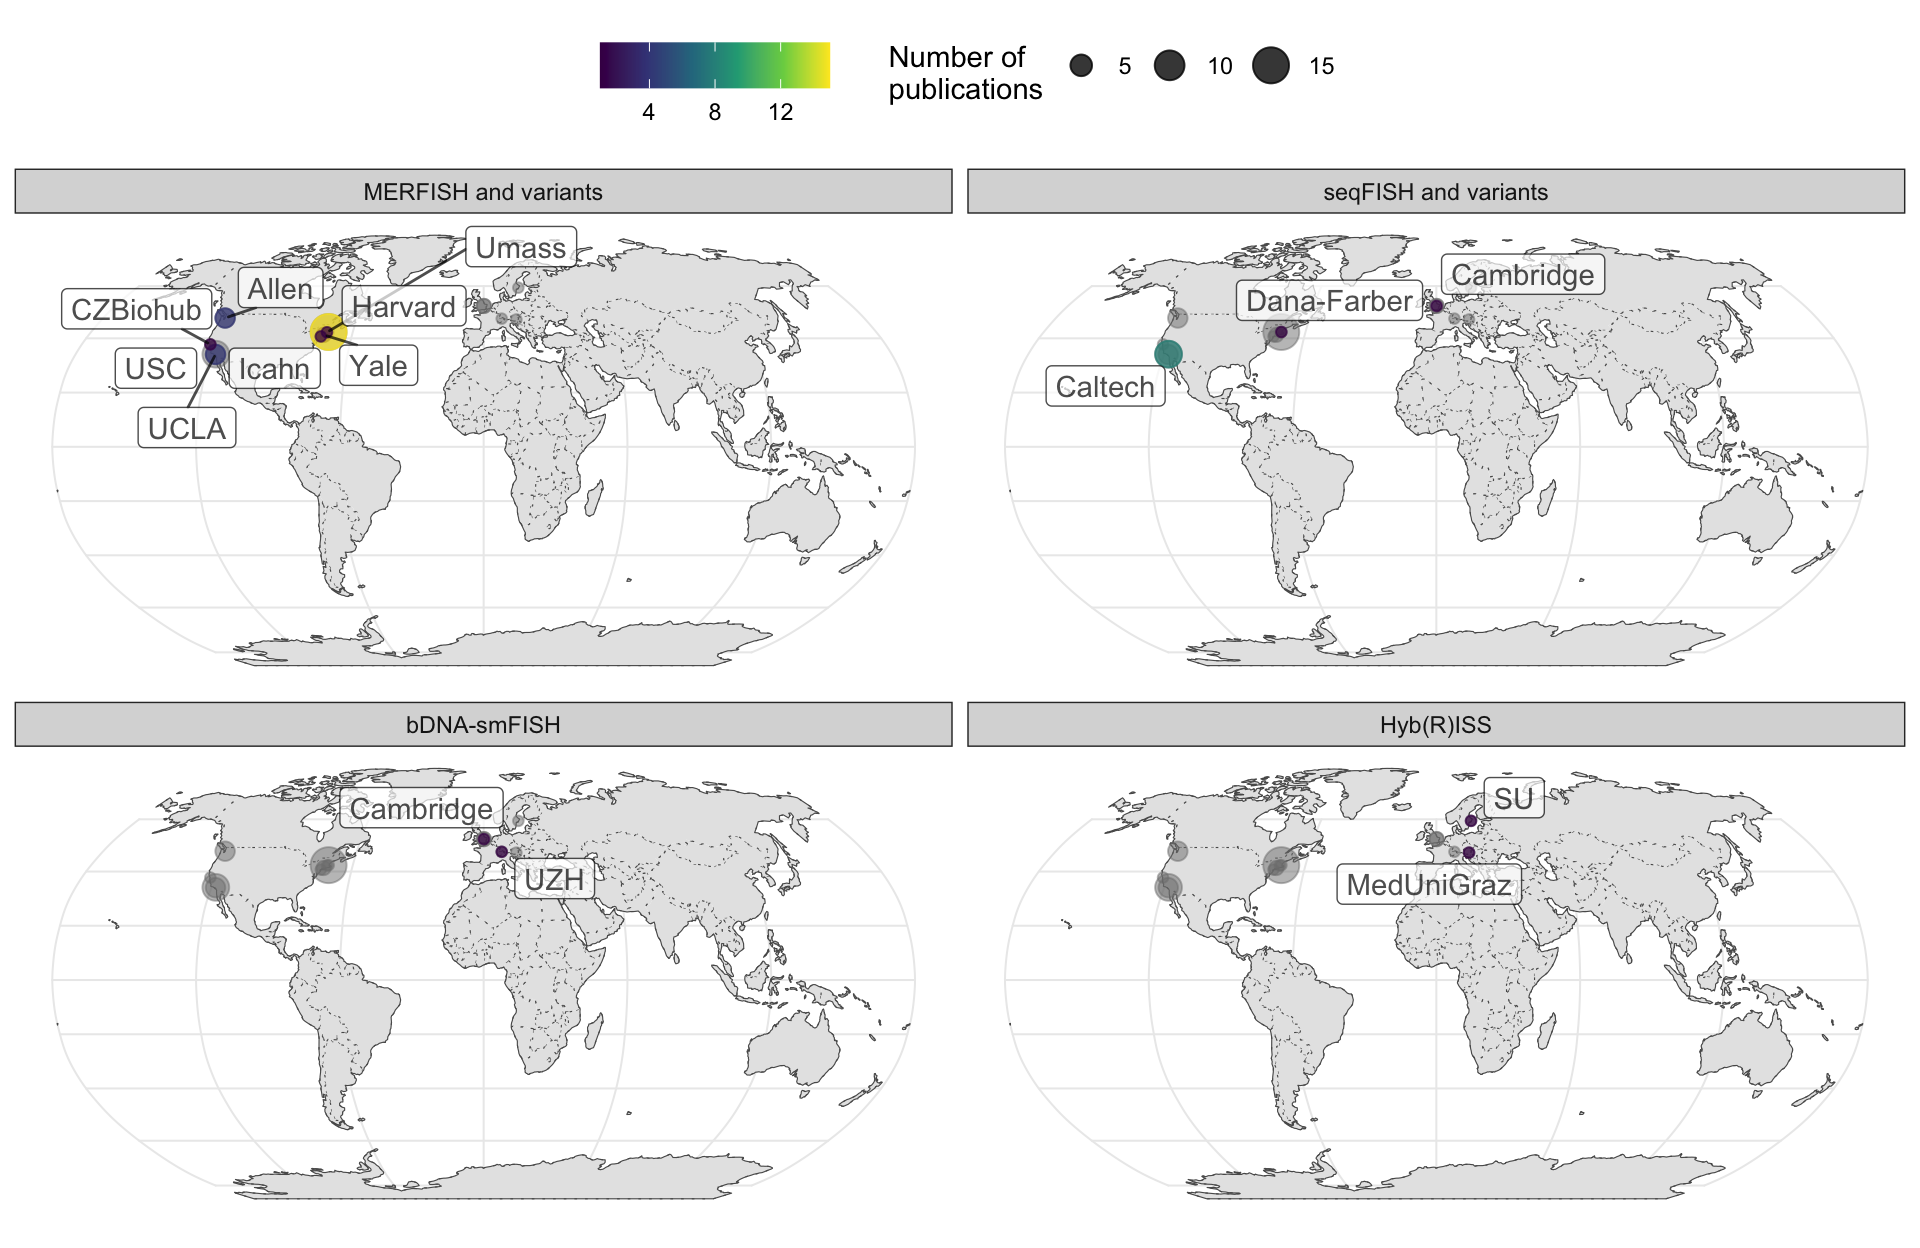 4 8 12
Number of
publications
5 10 15
MERFISH and variants
Umass
Allen
CZBiohub
Harvard
USC
Icahn
Yale
UCLA
seqFISH and variants
Cambridge
Dana-Farber
Caltech
bDNA-smFISH
Cambridge
UZH
Hyb(R)ISS
SU
MedUniGraz